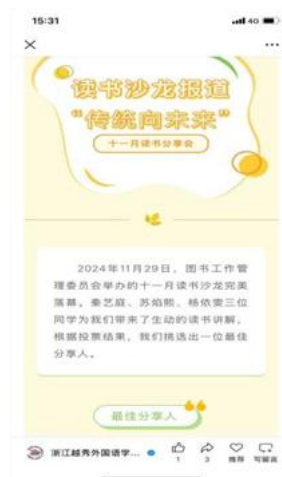 15:31
4G
读书沙龙报道
“传统向未来”
十一月读书分享会
2024年11月29日，图书工作管
理委员会举办的十一月读书沙龙完美
落幕。秦艺庭、苏焰熙、杨依雯三位
同学为我们带来了生动的读书讲解，
根据投票结果，我们挑选出一位最佳
分享人。
最佳分享人
浙江越秀外国语学...
1
3
推荐
写留言